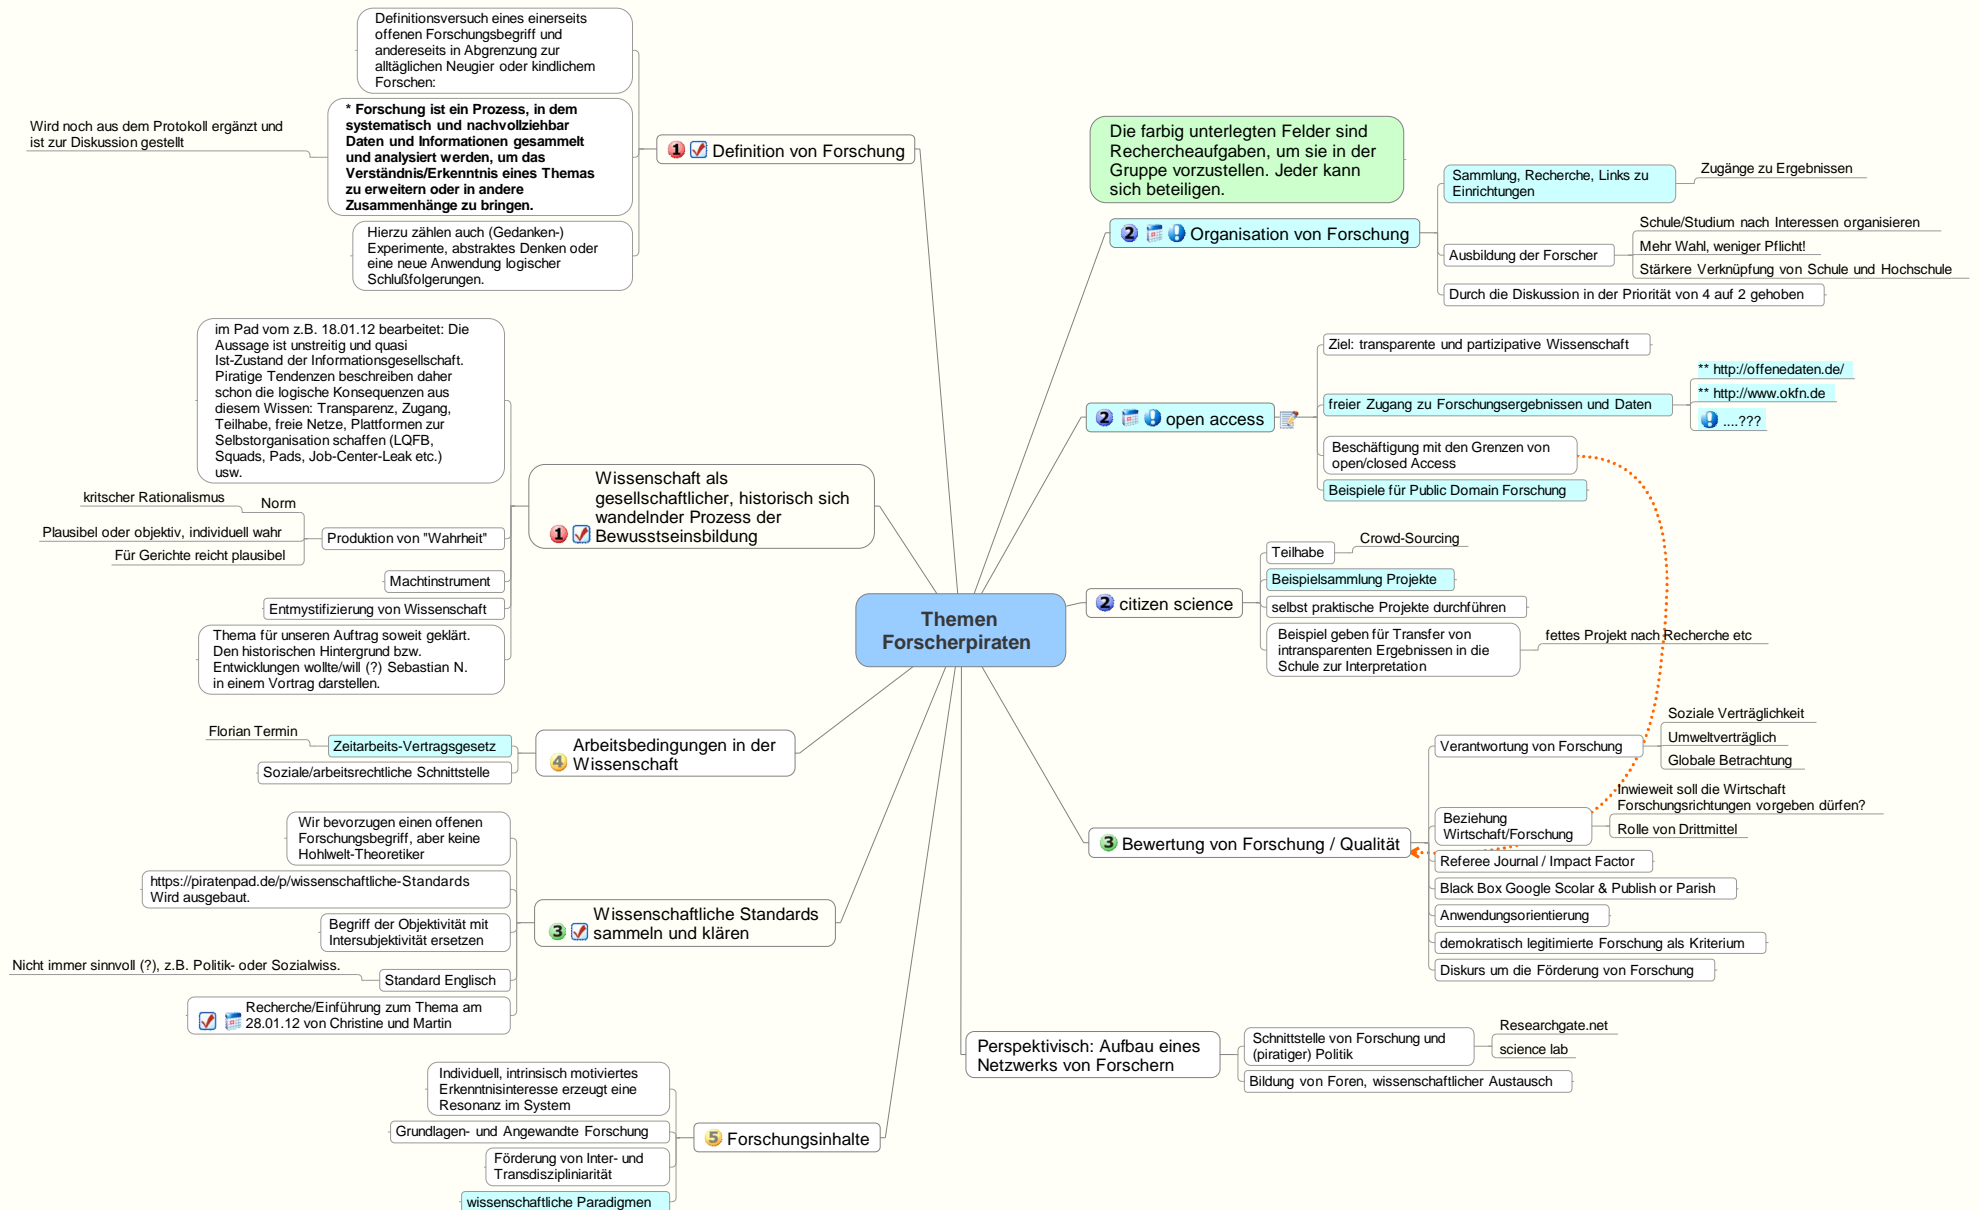 Themen
Forscherpiraten
1 Definition von Forschung
Definitionsversuch eines einerseits
offenen Forschungsbegriff und
andereseits in Abgrenzung zur
alltäglichen Neugier oder kindlichem
Forschen:
* Forschung ist ein Prozess, in dem
systematisch und nachvollziehbar
Daten und Informationen gesammelt
und analysiert werden, um das
Verständnis/Erkenntnis eines Themas
zu erweitern oder in andere
Zusammenhänge zu bringen.
Wird noch aus dem Protokoll ergänzt und
ist zur Diskussion gestellt
Hierzu zählen auch (Gedanken-)
Experimente, abstraktes Denken oder
eine neue Anwendung logischer
Schlußfolgerungen.
Wissenschaft als
gesellschaftlicher, historisch sich
wandelnder Prozess der
1 Bewusstseinsbildung
im Pad vom z.B. 18.01.12 bearbeitet: Die
Aussage ist unstreitig und quasi
Ist-Zustand der Informationsgesellschaft.
Piratige Tendenzen beschreiben daher
schon die logische Konsequenzen aus
diesem Wissen: Transparenz, Zugang,
Teilhabe, freie Netze, Plattformen zur
Selbstorganisation schaffen (LQFB,
Squads, Pads, Job-Center-Leak etc.)
usw.
Produktion von "Wahrheit"
Norm
kritscher Rationalismus
Plausibel oder objektiv, individuell wahr
Für Gerichte reicht plausibel
Machtinstrument
Entmystifizierung von Wissenschaft
Thema für unseren Auftrag soweit geklärt.
Den historischen Hintergrund bzw.
Entwicklungen wollte/will (?) Sebastian N.
in einem Vortrag darstellen.
Arbeitsbedingungen in der
4 Wissenschaft
Zeitarbeits-Vertragsgesetz
Florian Termin
Soziale/arbeitsrechtliche Schnittstelle
Wissenschaftliche Standards
3 sammeln und klären
Wir bevorzugen einen offenen
Forschungsbegriff, aber keine
Hohlwelt-Theoretiker
https://piratenpad.de/p/wissenschaftliche-Standards
Wird ausgebaut.
Begriff der Objektivität mit
Intersubjektivität ersetzen
Standard Englisch
Nicht immer sinnvoll (?), z.B. Politik- oder Sozialwiss.
Recherche/Einführung zum Thema am
28.01.12 von Christine und Martin
5 Forschungsinhalte
Individuell, intrinsisch motiviertes
Erkenntnisinteresse erzeugt eine
Resonanz im System
Grundlagen- und Angewandte Forschung
Förderung von Inter- und
Transdiszipliniarität
wissenschaftliche Paradigmen
Die farbig unterlegten Felder sind
Rechercheaufgaben, um sie in der
Gruppe vorzustellen. Jeder kann
sich beteiligen.
2 Organisation von Forschung
Sammlung, Recherche, Links zu
Einrichtungen
Zugänge zu Ergebnissen
Ausbildung der Forscher
Schule/Studium nach Interessen organisieren
Mehr Wahl, weniger Pflicht!
Stärkere Verknüpfung von Schule und Hochschule
Durch die Diskussion in der Priorität von 4 auf 2 gehoben
2 open access
Ziel: transparente und partizipative Wissenschaft
freier Zugang zu Forschungsergebnissen und Daten
** http://offenedaten.de/
** http://www.okfn.de
....???
Beschäftigung mit den Grenzen von
open/closed Access
Beispiele für Public Domain Forschung
2 citizen science
Teilhabe
Crowd-Sourcing
Beispielsammlung Projekte
selbst praktische Projekte durchführen
Beispiel geben für Transfer von
intransparenten Ergebnissen in die
Schule zur Interpretation
fettes Projekt nach Recherche etc
3 Bewertung von Forschung / Qualität
Verantwortung von Forschung
Soziale Verträglichkeit
Umweltverträglich
Globale Betrachtung
Beziehung
Wirtschaft/Forschung
Inwieweit soll die Wirtschaft
Forschungsrichtungen vorgeben dürfen?
Rolle von Drittmittel
Referee Journal / Impact Factor
Black Box Google Scolar & Publish or Parish
Anwendungsorientierung
demokratisch legitimierte Forschung als Kriterium
Diskurs um die Förderung von Forschung
Perspektivisch: Aufbau eines
Netzwerks von Forschern
Schnittstelle von Forschung und
(piratiger) Politik
Researchgate.net
science lab
Bildung von Foren, wissenschaftlicher Austausch